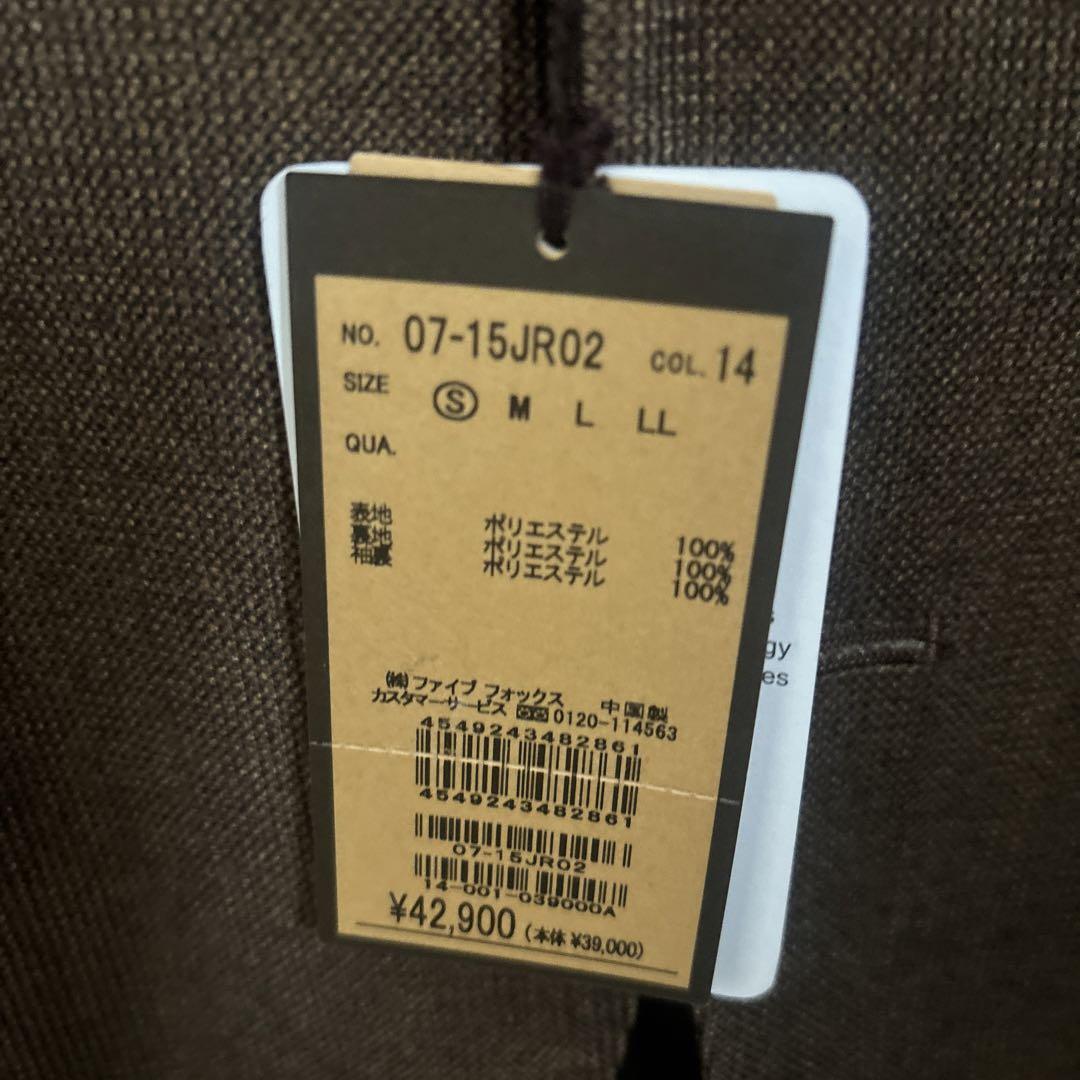 NO. 07-15JR02 COL. 14
SIZE S M L LL
QUA.
表地 ポリエステル 100%
裏地 ポリエステル 100%
袖裏 ポリエステル 100%
㈱ファイブ フォックス 中国製
カスタマーサービス 0120-114563
4549243482861
4549243482861
07-15JR02
14-001-039000A
¥42,900 (本体 ¥39,000)
gy
es